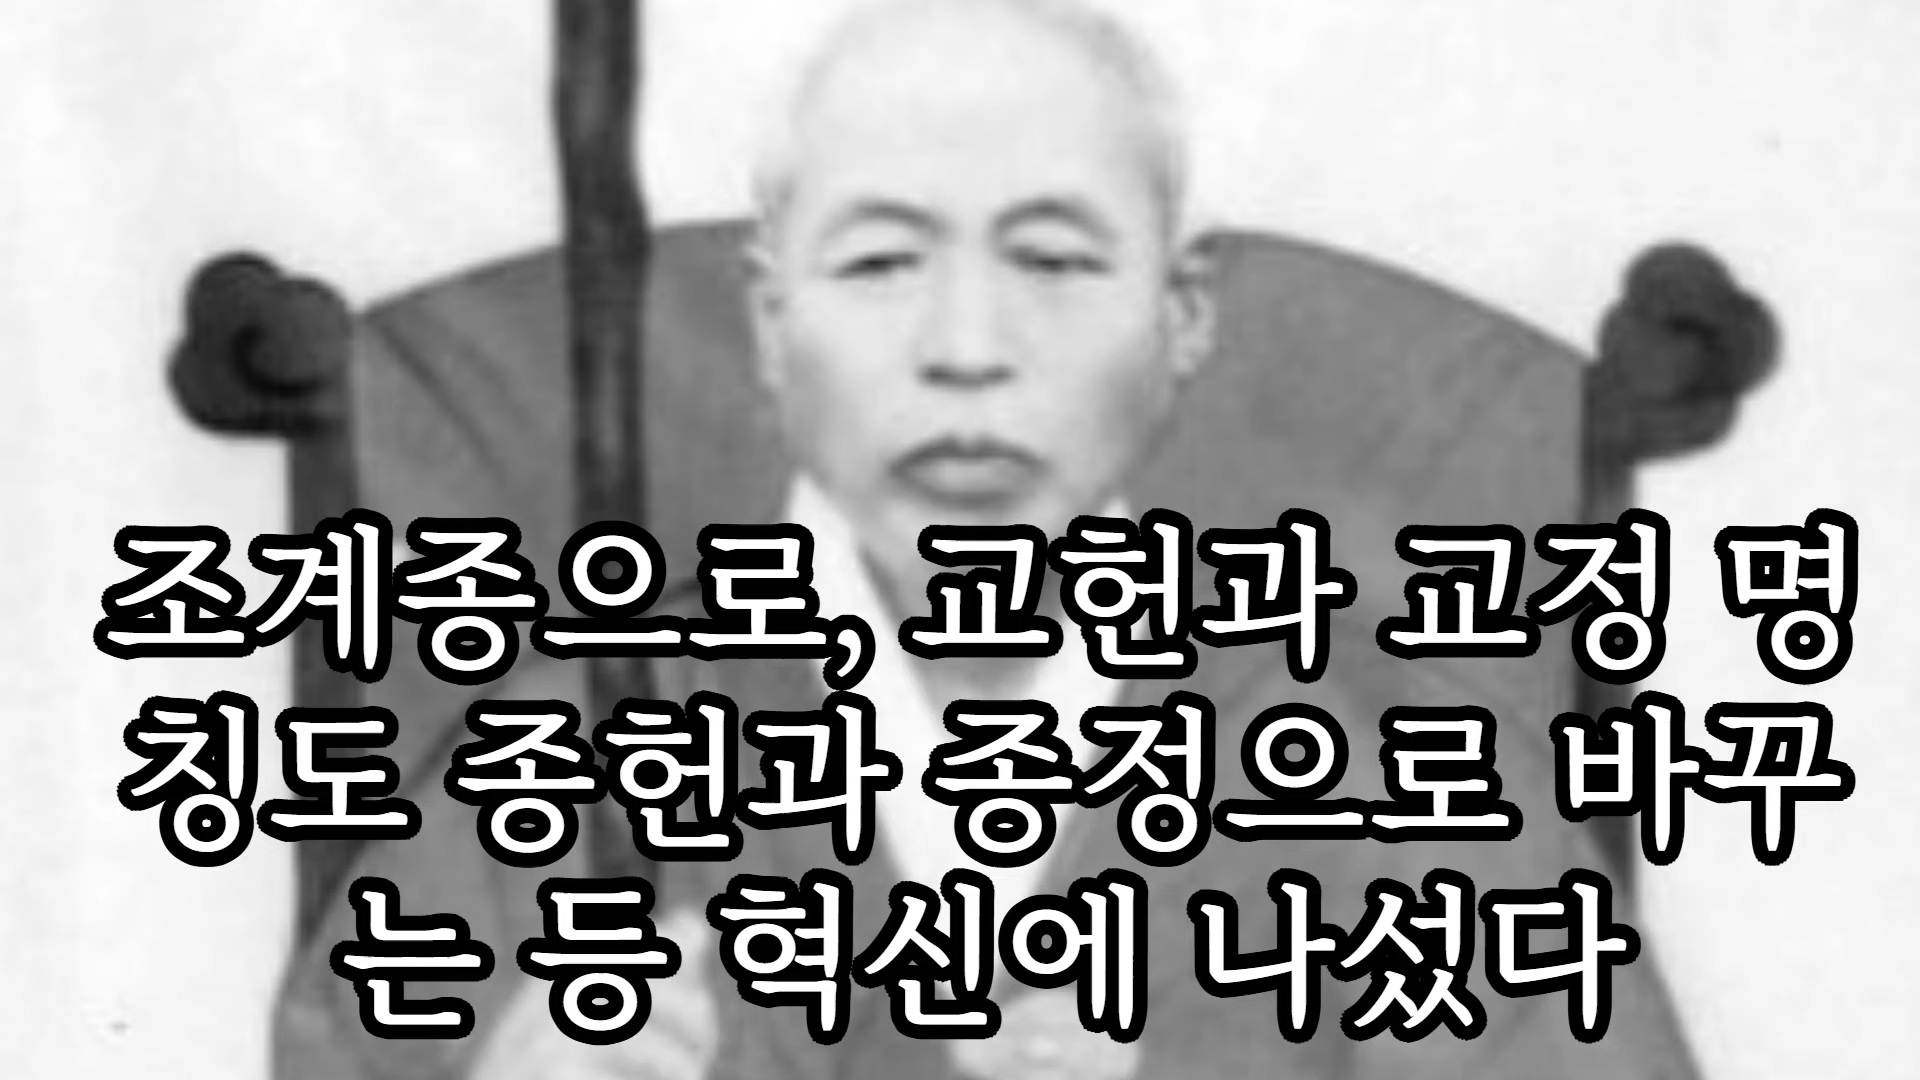 조계종으로, 교헌과 교정 명
칭도 종헌과 종정으로 바꾸
는 등 혁신에 나섰다